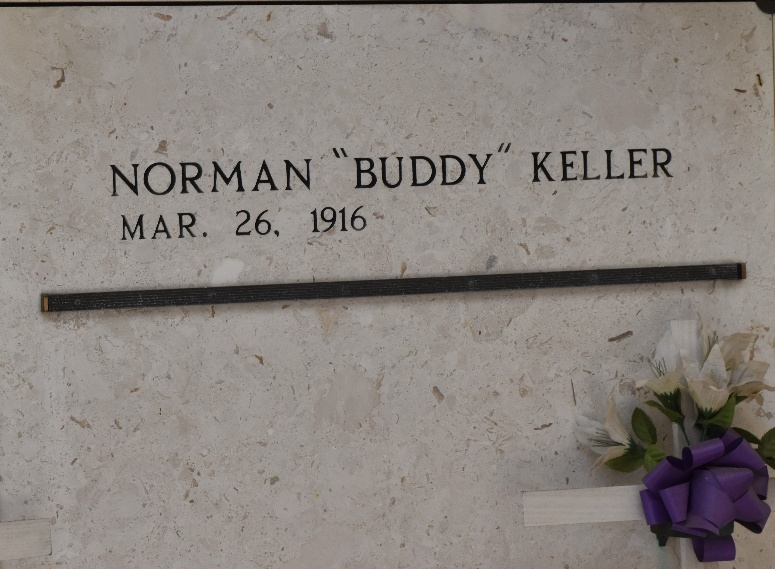 NORMAN "BUDDY" KELLER
MAR. 26, 1916